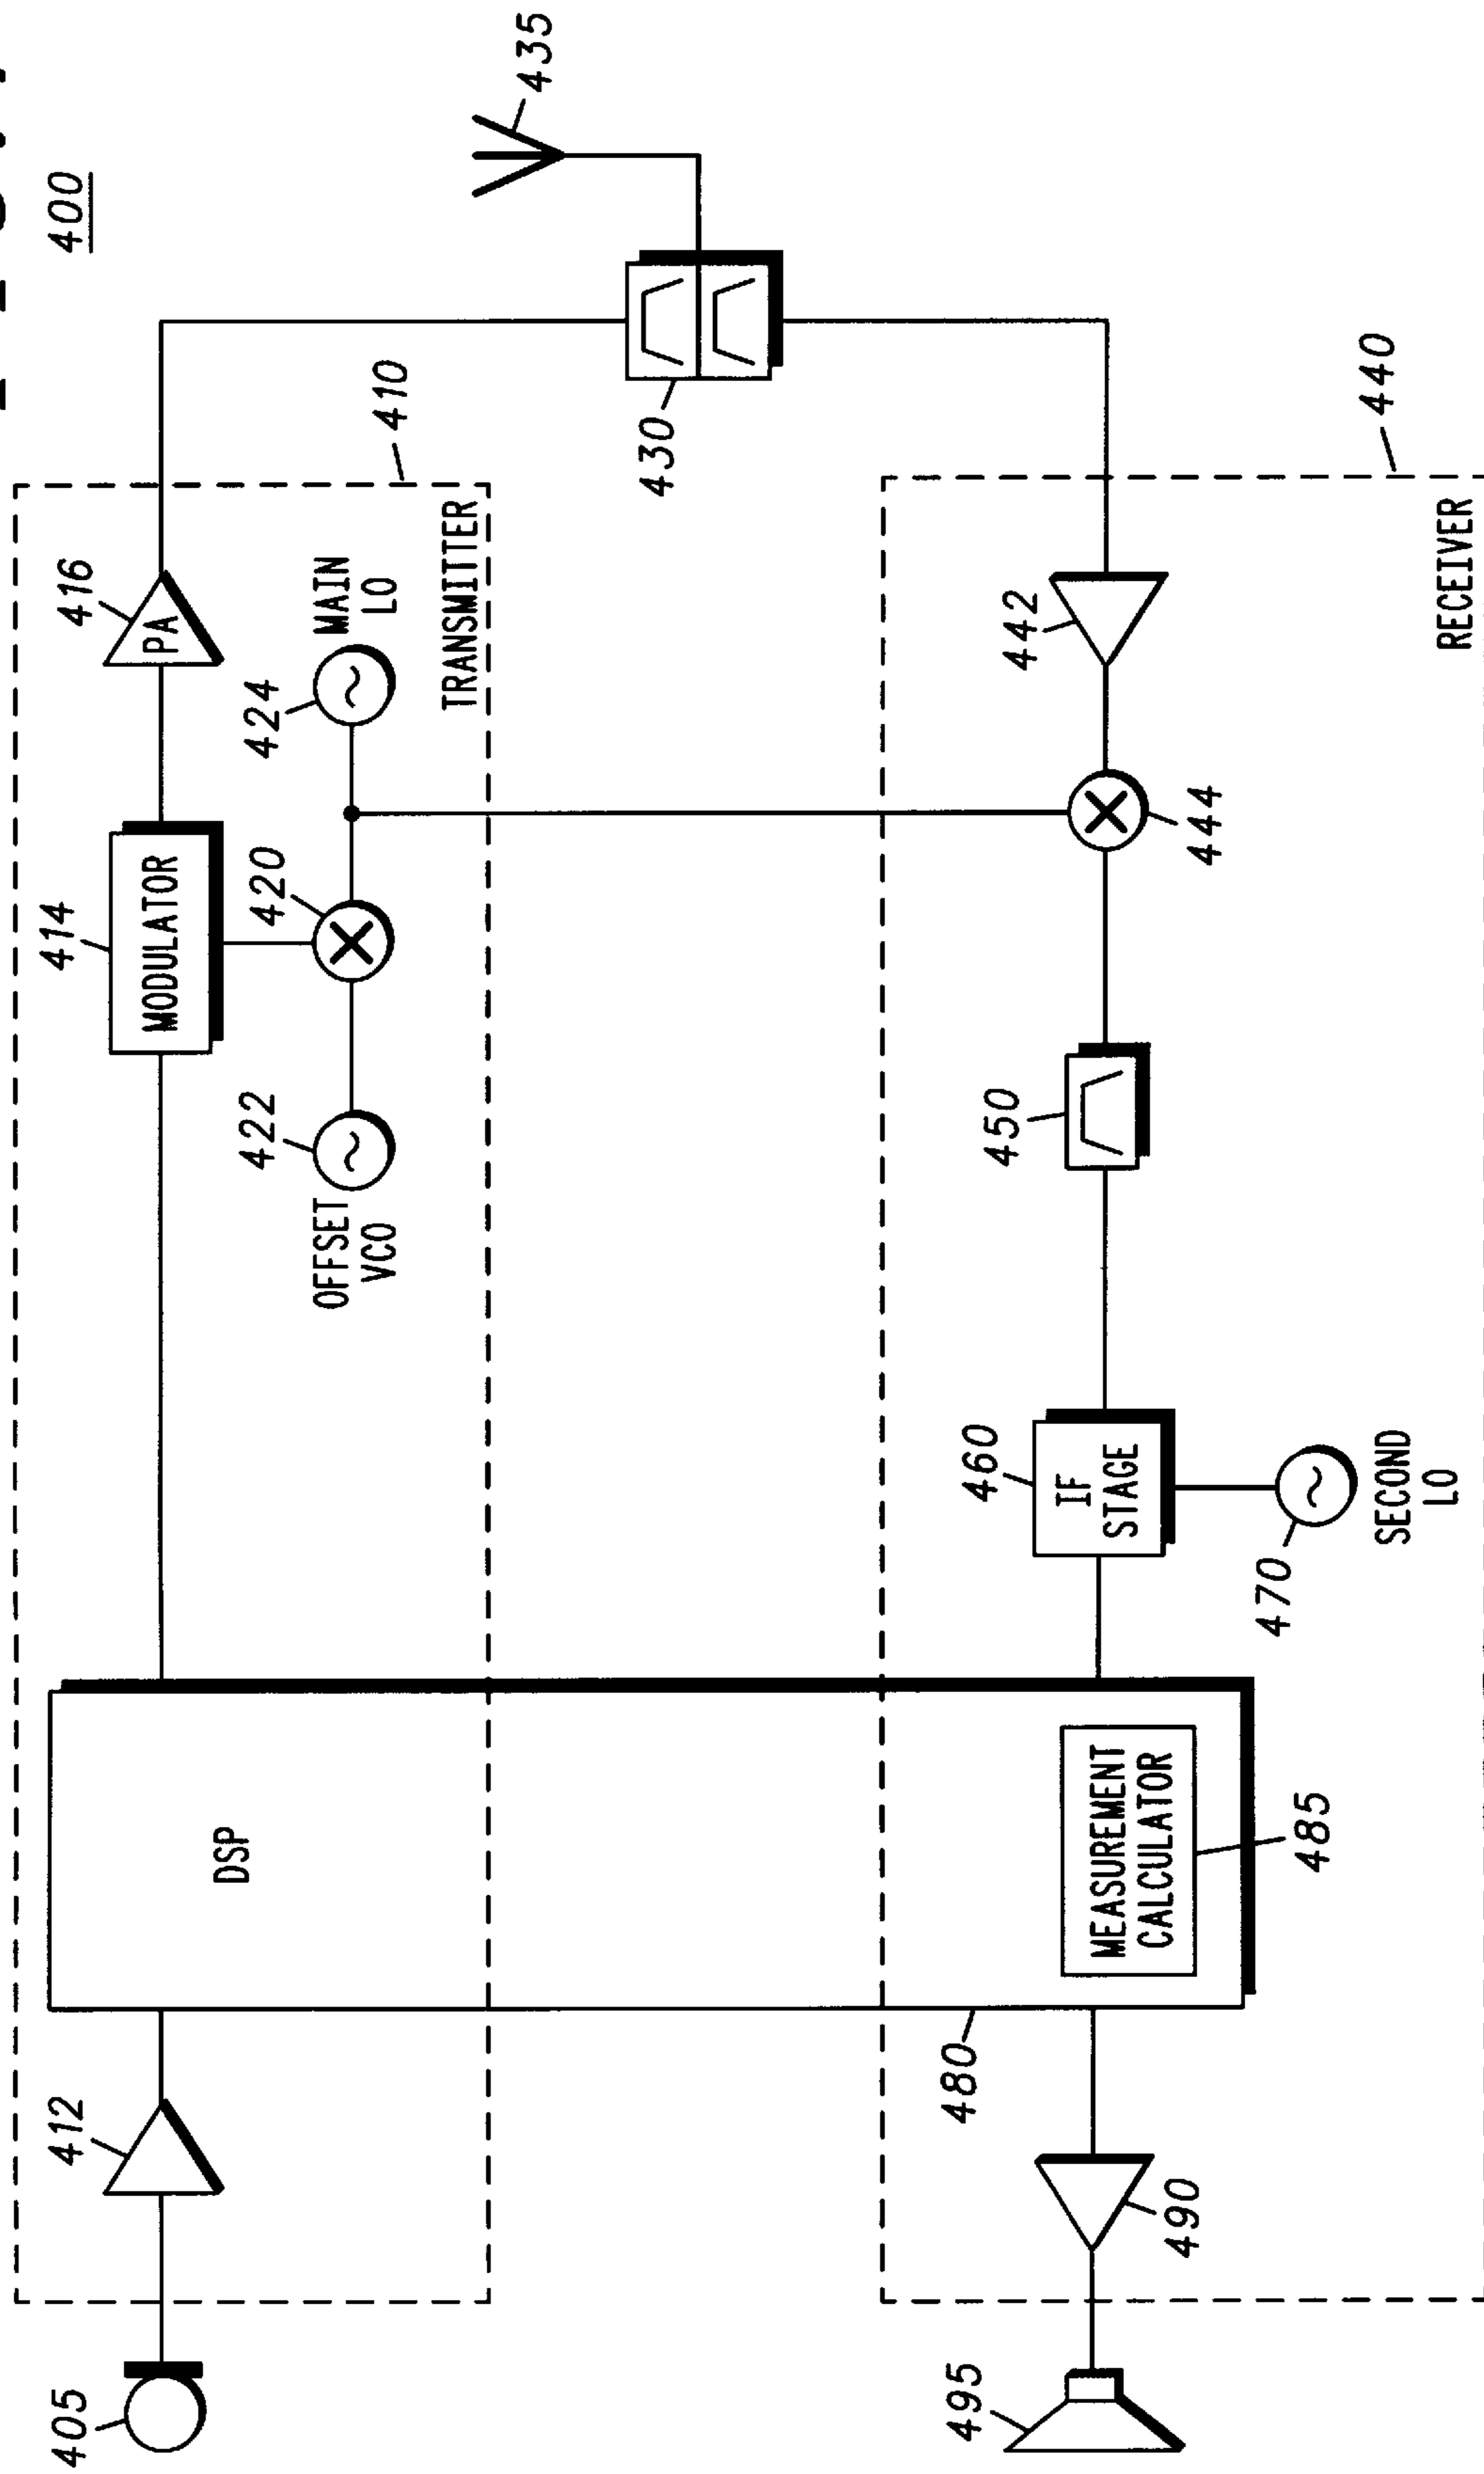 400
435
416
PA
410
424
MAIN
LO
TRANSMITTER
414
MODULATOR
420
422
OFFSET
VCO
430
440
442
RECEIVER
444
450
460
IF
STAGE
470
SECOND
LO
DSP
MEASUREMENT
CALCULATOR
485
480
412
490
405
495